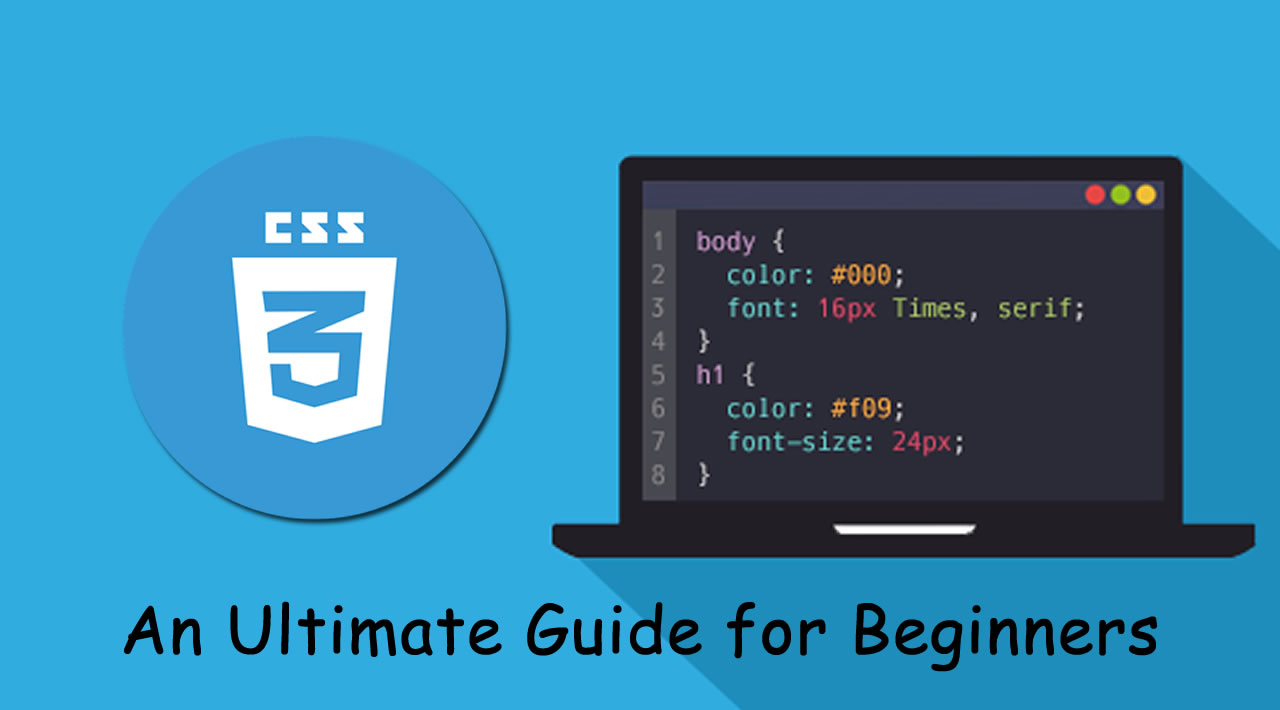 CSS
3
1 body {
2 color: #000;
3 font: 16px Times, serif;
4 }
5 h1 {
6 color: #f09;
7 font-size: 24px;
8 }
An Ultimate Guide for Beginners